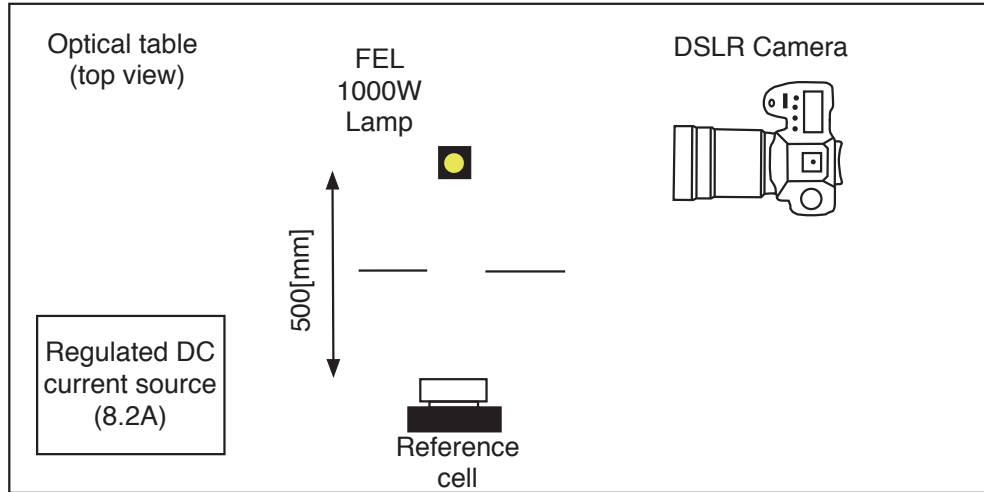 Optical table
(top view)
FEL
1000W
Lamp
DSLR Camera
500[mm]
Regulated DC
current source
(8.2A)
Reference
cell